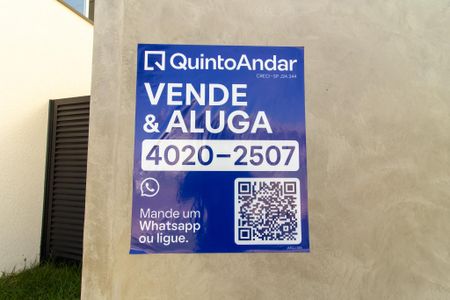 QuintoAndar
CRECI-SP J24.344
VENDE
& ALUGA
4020-2507
Mande um
Whatsapp
ou ligue.